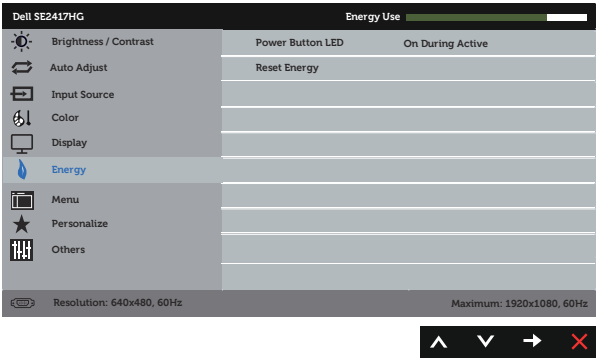 Dell SE2417HG Energy Use
Brightness / Contrast Power Button LED On During Active
Auto Adjust Reset Energy
Input Source
Color
Display
Energy
Menu
Personalize
Others
Resolution: 640x480, 60Hz Maximum: 1920x1080, 60Hz